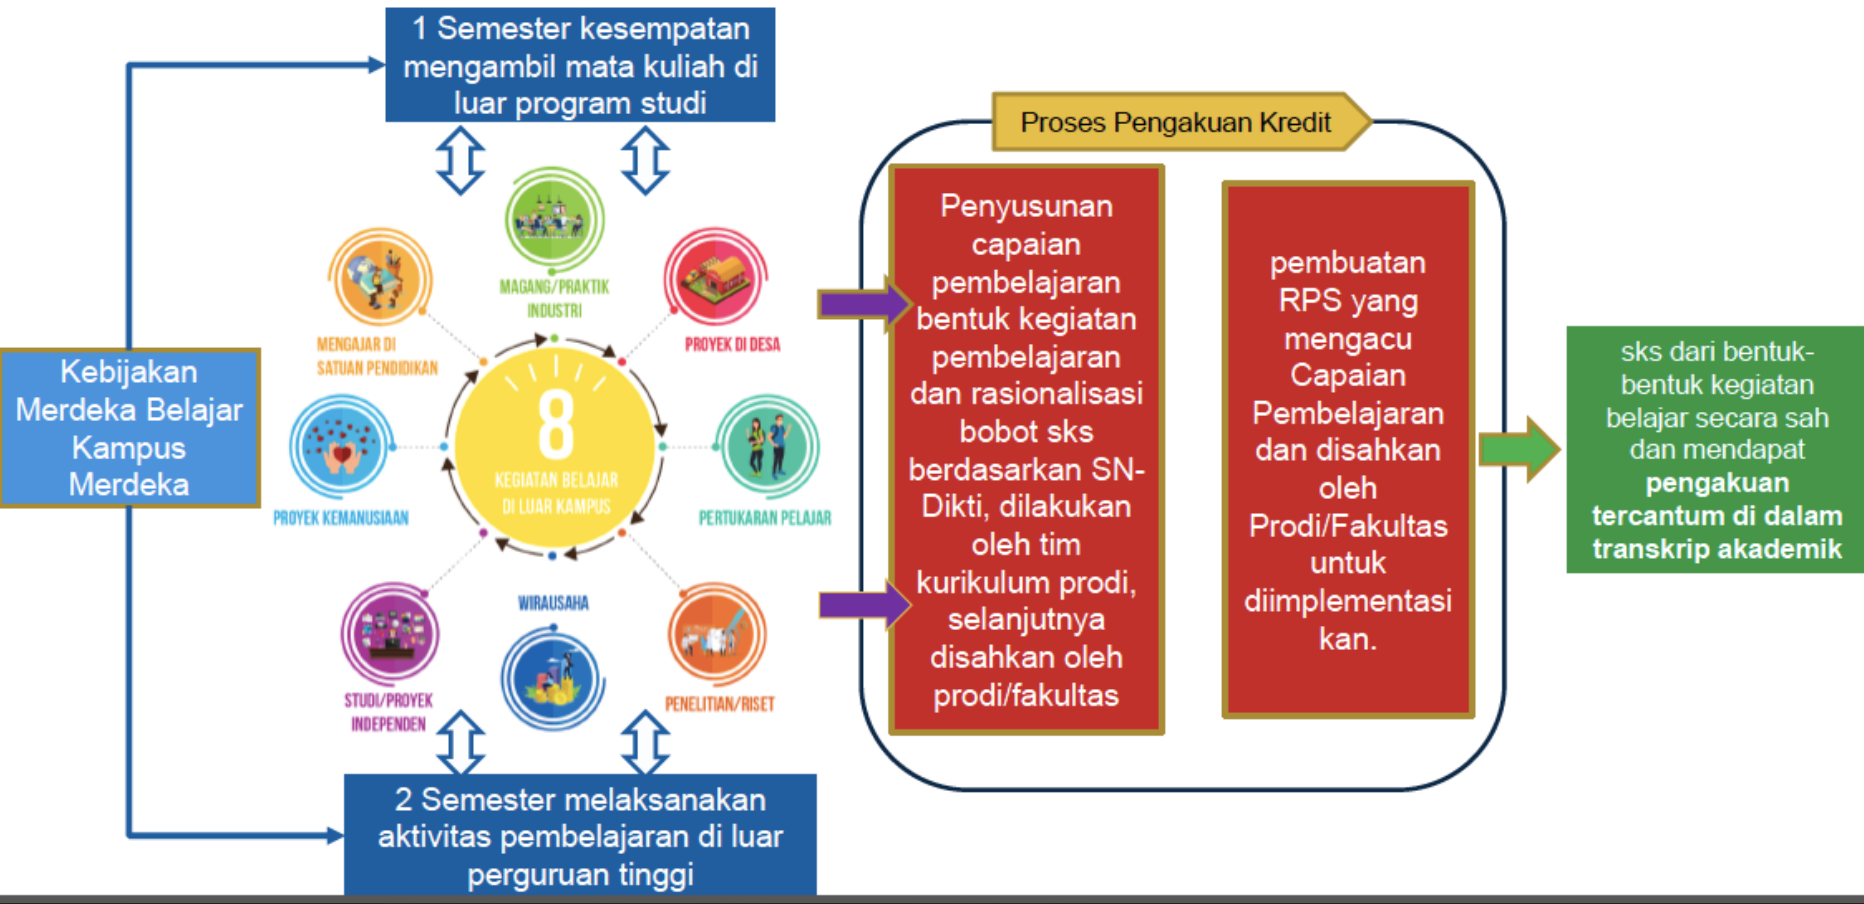 1 Semester kesempatan
mengambil mata kuliah di
luar program studi
Kebijakan
Merdeka Belajar
Kampus
Merdeka
MAGANG/PRAKTIK
INDUSTRI
PROYEK DI DESA
PERTUKARAN PELAJAR
PENELITIAN/RISET
WIRAUSAHA
STUDI/PROYEK
INDEPENDEN
PROYEK KEMANUSIAAN
MENGAJAR DI
SATUAN PENDIDIKAN
8
KEGIATAN BELAJAR
DI LUAR KAMPUS
2 Semester melaksanakan
aktivitas pembelajaran di luar
perguruan tinggi
Proses Pengakuan Kredit
Penyusunan
capaian
pembelajaran
bentuk kegiatan
pembelajaran
dan rasionalisasi
bobot sks
berdasarkan SN-
Dikti, dilakukan
oleh tim
kurikulum prodi,
selanjutnya
disahkan oleh
prodi/fakultas
pembuatan
RPS yang
mengacu
Capaian
Pembelajaran
dan disahkan
oleh
Prodi/Fakultas
untuk
diimplementasi
kan.
sks dari bentuk-
bentuk kegiatan
belajar secara sah
dan mendapat
pengakuan
tercantum di dalam
transkrip akademik